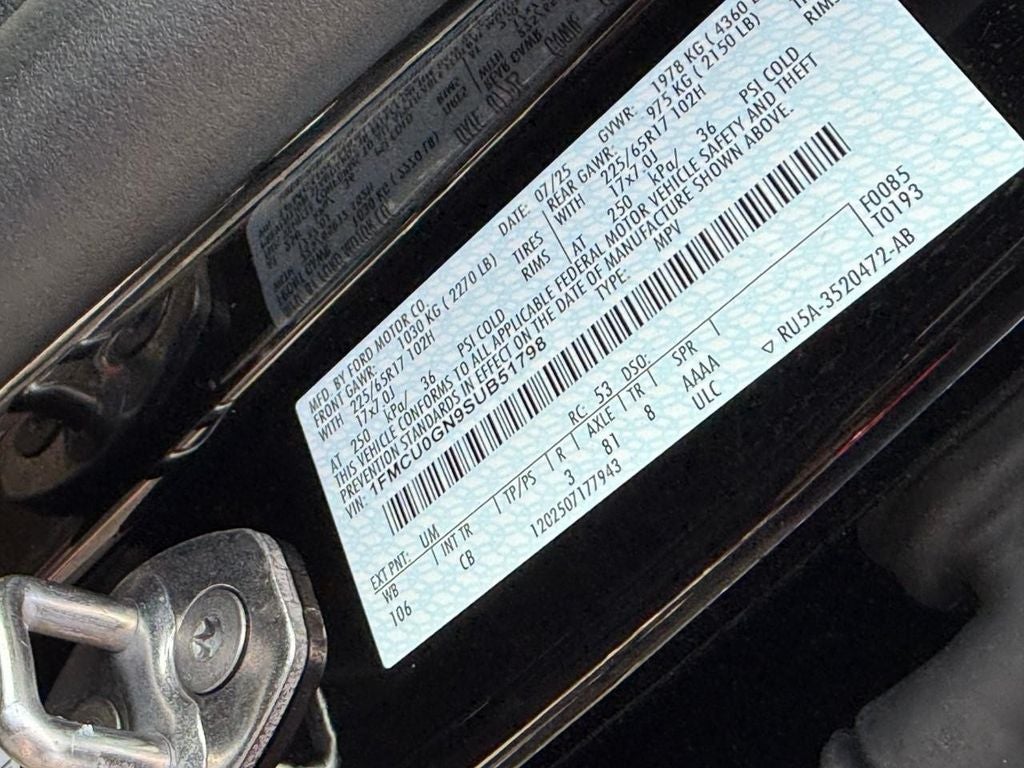 MFD. BY FORD MOTOR CO. DATE: 07/25 GVWR: 1978 KG ( 4360
FRONT GAWR: 1030 KG ( 2270 LB) REAR GAWR: 975 KG ( 2150 LB)
WITH 225/65R17 102H TIRES WITH 225/65R17 102H
17x7.0J RIMS 17x7.0J RIMS
AT 250 kPa/ 36 PSI COLD AT 250 kPa/ 36 PSI COLD
THIS VEHICLE CONFORMS TO ALL APPLICABLE FEDERAL MOTOR VEHICLE SAFETY AND THEFT
PREVENTION STANDARDS IN EFFECT ON THE DATE OF MANUFACTURE SHOWN ABOVE.
VIN: 1FMCU0GN9SUB51798 TYPE: MPV
F0085
T0193
EXT PNT: UM RC: 53 DSO:
WB INT TR TP/PS R AXLE TR SPR
106 CB 3 81 8 AAAA
ULC
1202507177943
▽ RU5A-3520472-AB